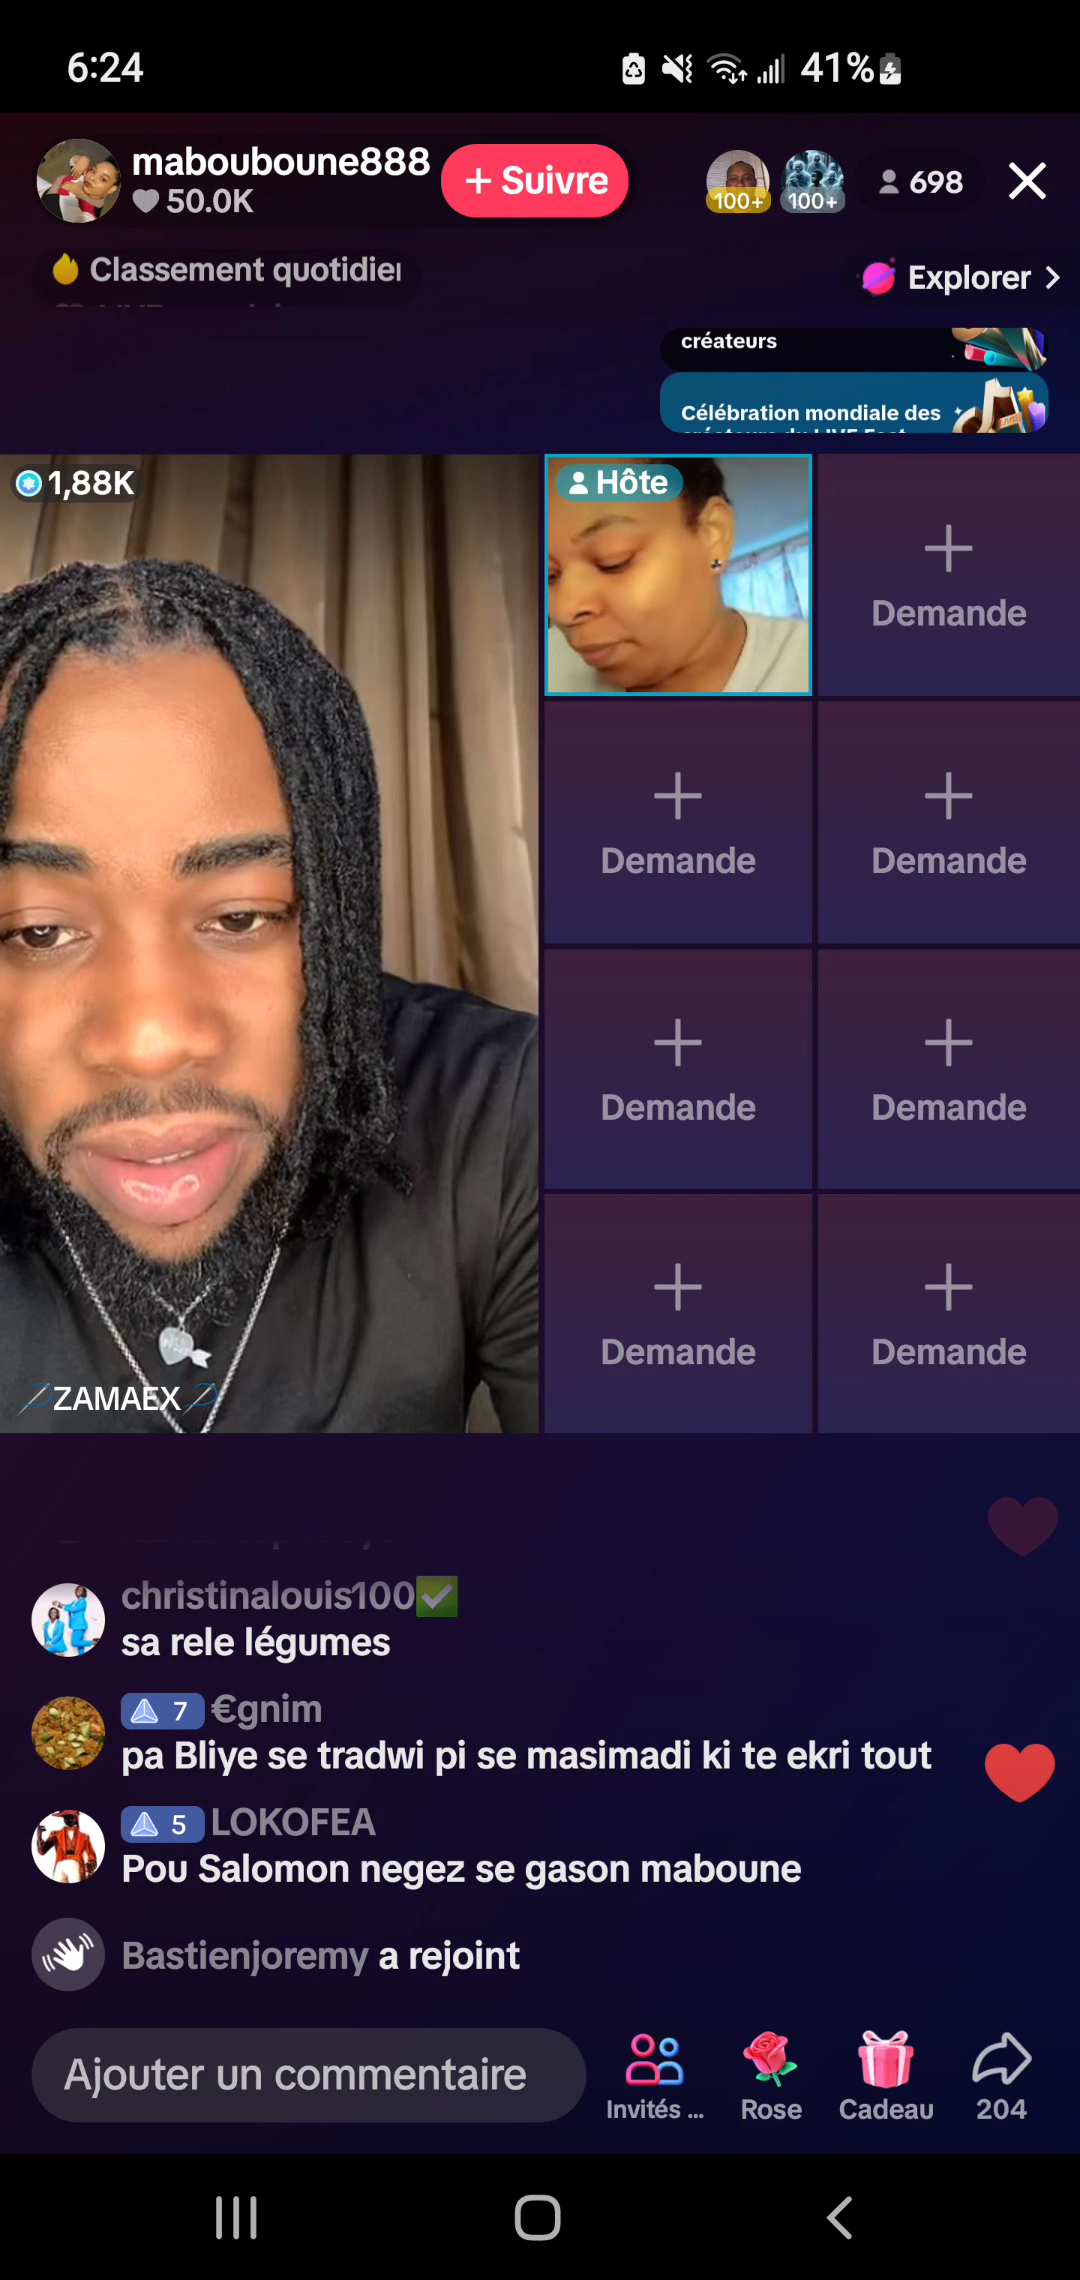 6:24
41%
mabouboune888
50.0K
+ Suivre
100+
100+
698
Classement quotidie
Explorer >
créateurs
Célébration mondiale des
1,88K
Hôte
Demande
Demande
Demande
Demande
Demande
Demande
Demande
ZAMAEX
christinalouis100✅
sa rele légumes
7 €gnim
pa Bliye se tradwi pi se masimadi ki te ekri tout
5 LOKOFEA
Pou Salomon negez se gason maboune
Bastienjoremy a rejoint
Ajouter un commentaire
Invités ...
Rose
Cadeau
204